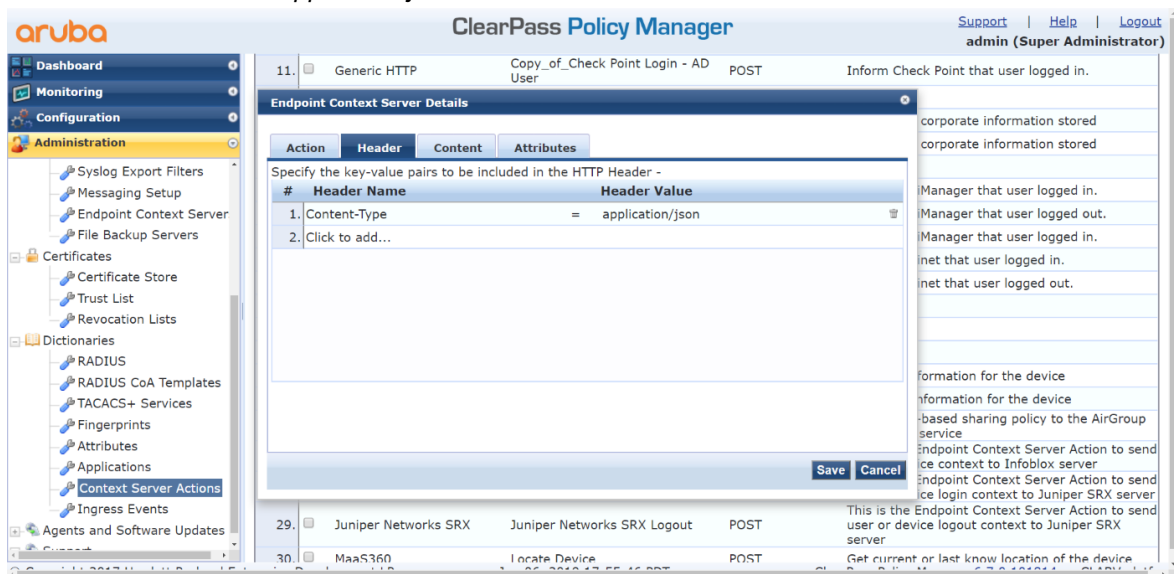 aruba
ClearPass Policy Manager
Support | Help | Logout
admin (Super Administrator)
Dashboard
Monitoring
Configuration
Administration
Syslog Export Filters
Messaging Setup
Endpoint Context Server
File Backup Servers
Certificates
Certificate Store
Trust List
Revocation Lists
Dictionaries
RADIUS
RADIUS CoA Templates
TACACS+ Services
Fingerprints
Attributes
Applications
Context Server Actions
Ingress Events
Agents and Software Updates
11. Generic HTTP Copy_of_Check Point Login - AD User POST Inform Check Point that user logged in.
Endpoint Context Server Details
Action Header Content Attributes
Specify the key-value pairs to be included in the HTTP Header -
# Header Name Header Value
1. Content-Type = application/json
2. Click to add...
Save Cancel
corporate information stored
corporate information stored
Manager that user logged in.
Manager that user logged out.
Manager that user logged in.
inet that user logged in.
inet that user logged out.
formation for the device
formation for the device
-based sharing policy to the AirGroup
service
Endpoint Context Server Action to send
ice context to Infoblox server
Endpoint Context Server Action to send
ice login context to Juniper SRX server
29. Juniper Networks SRX Juniper Networks SRX Logout POST This is the Endpoint Context Server Action to send
user or device logout context to Juniper SRX
server
30. MaaS360 Locate Device POST Get current or last know location of the device